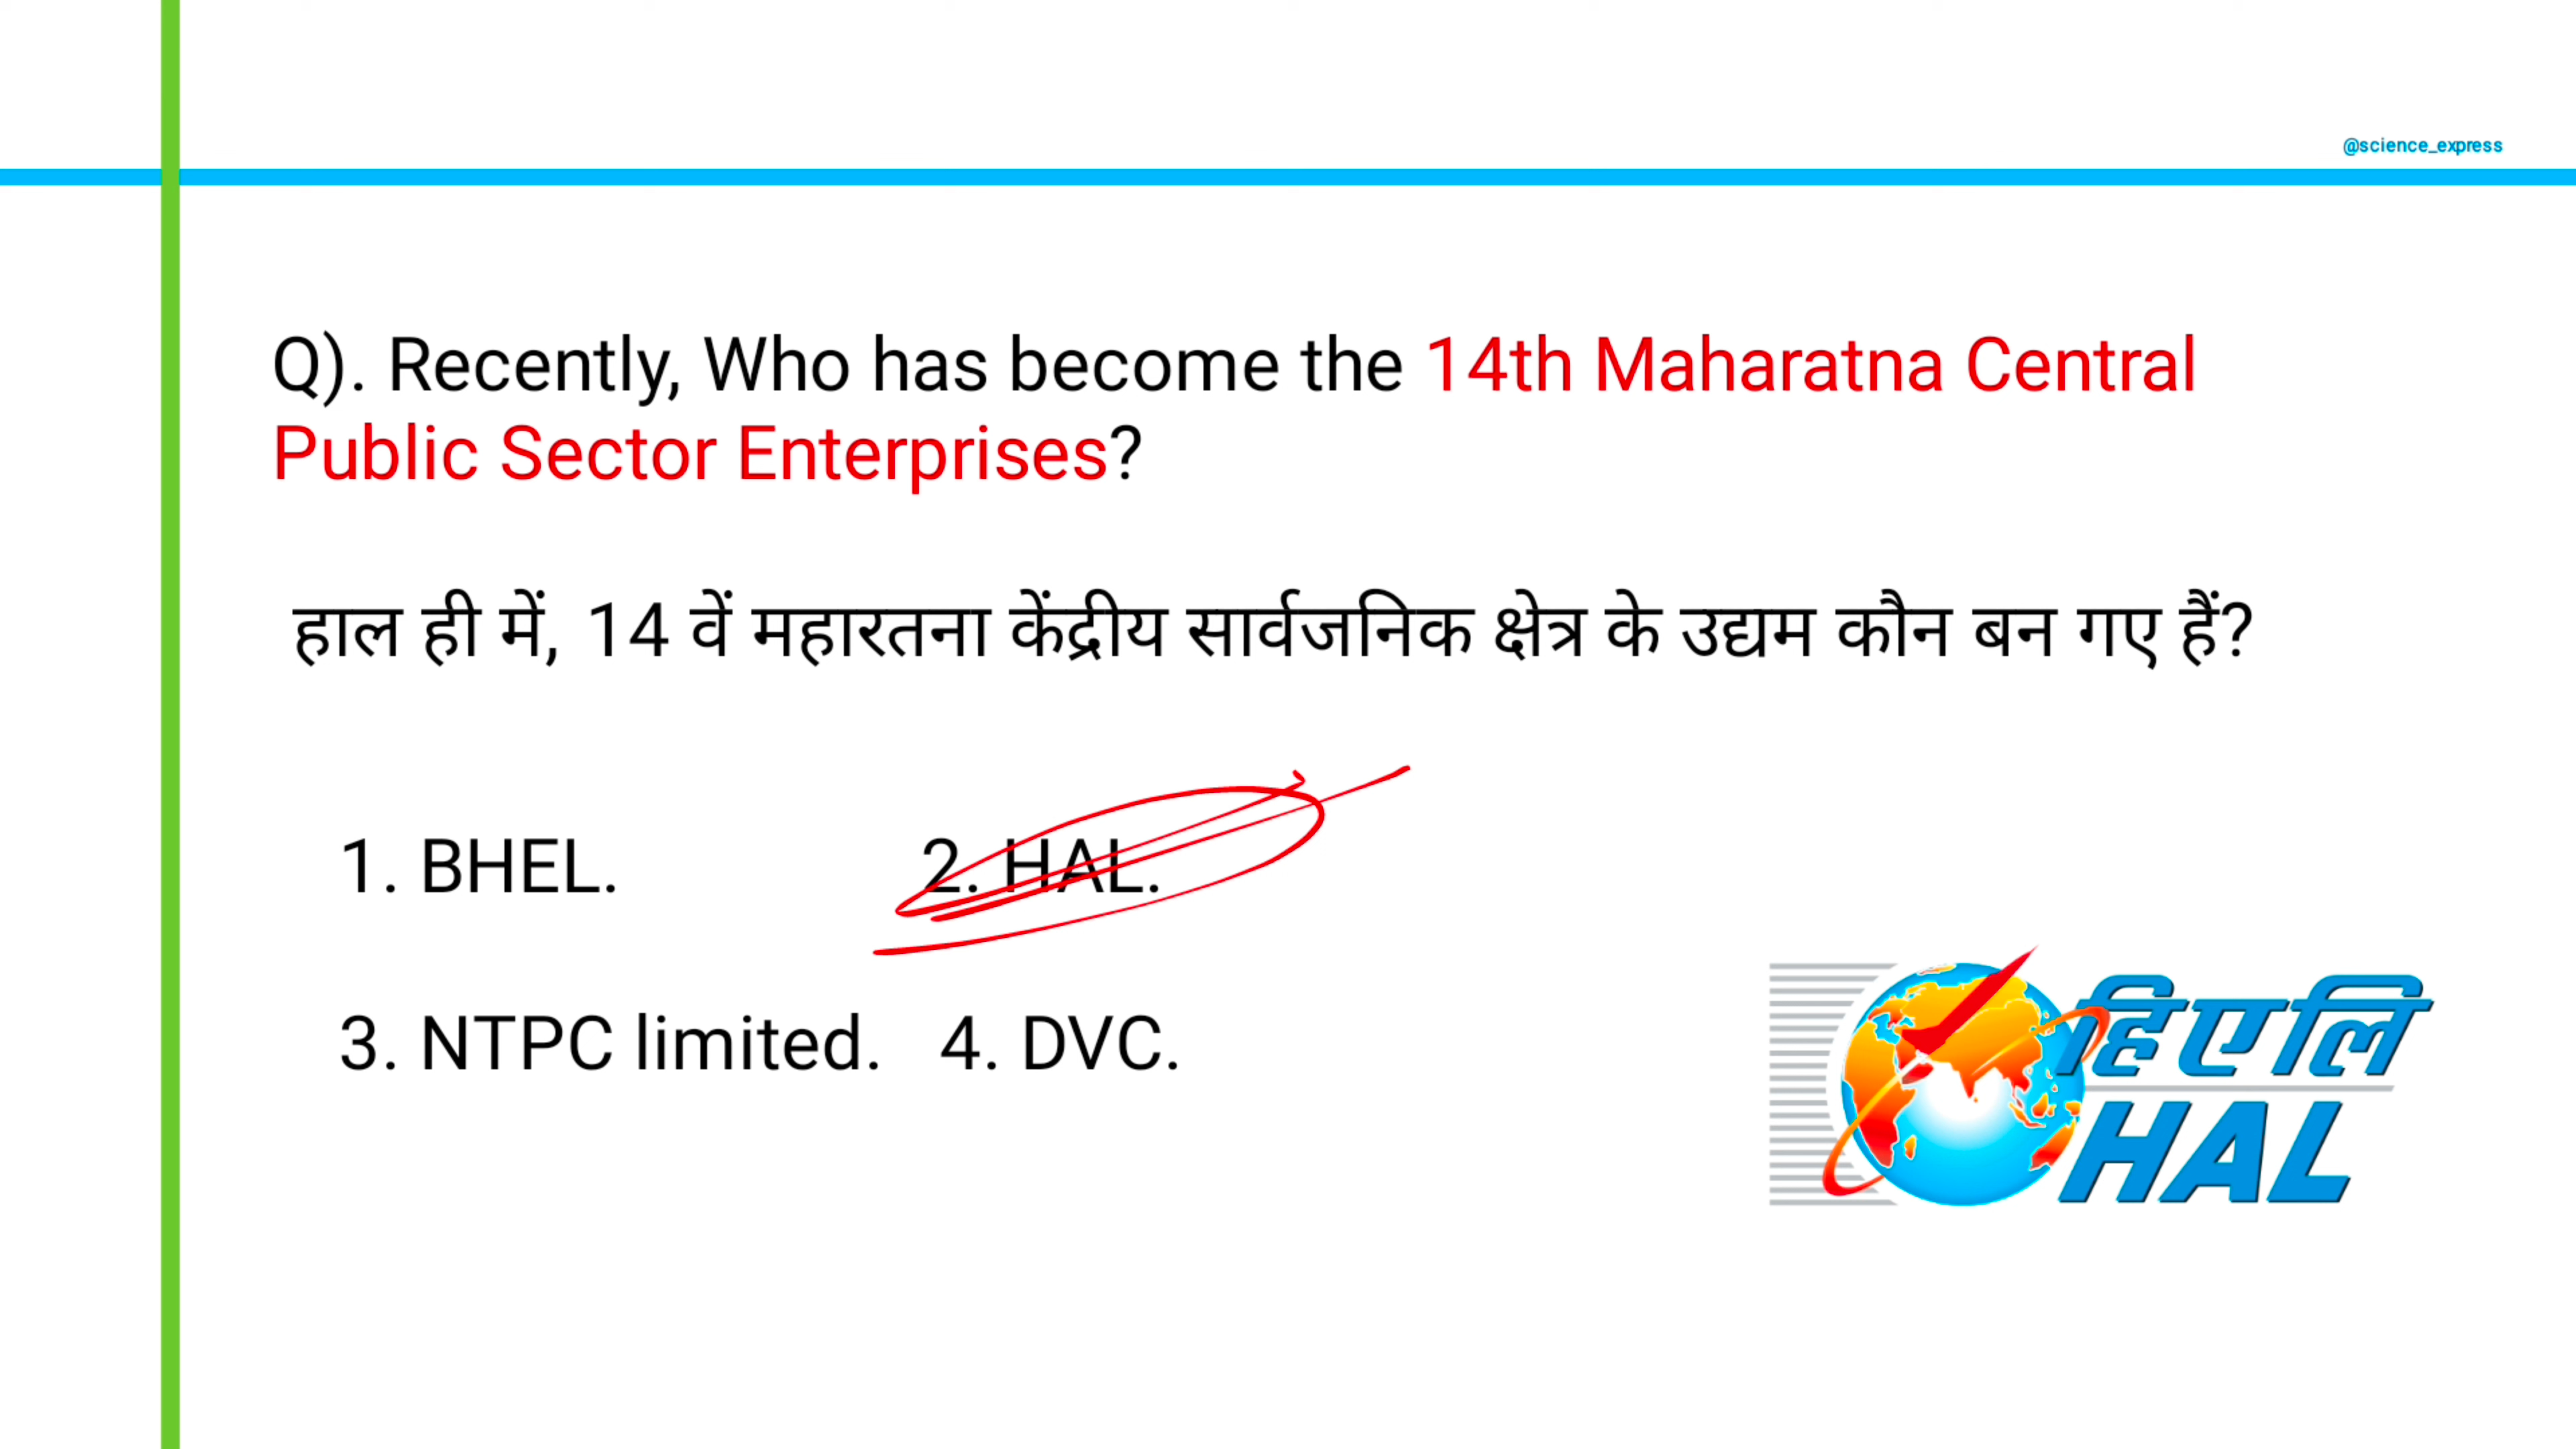 @science_express
Q). Recently, Who has become the 14th Maharatna Central
Public Sector Enterprises?
हाल ही में, 14 वें महारतना केंद्रीय सार्वजनिक क्षेत्र के उद्यम कौन बन गए हैं?
1. BHEL. 2. HAL.
3. NTPC limited. 4. DVC.
हिएलि
HAL